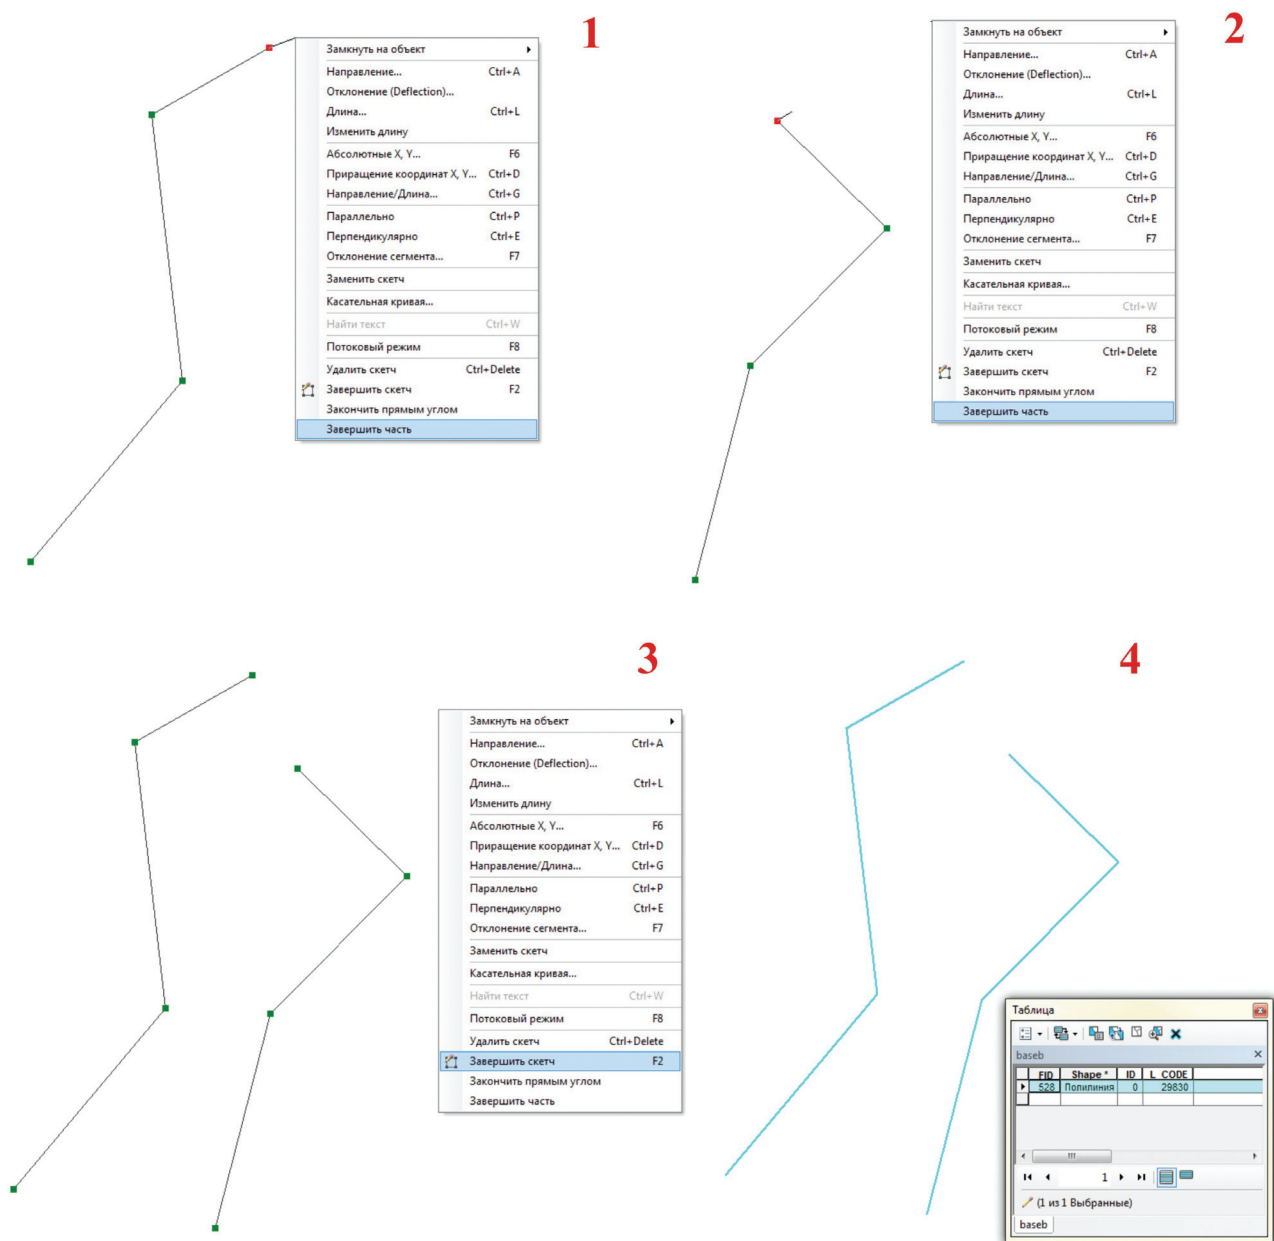 1
Замкнуть на объект
Направление... Ctrl+A
Отклонение (Deflection)...
Длина... Ctrl+L
Изменить длину
Абсолютные X, Y... F6
Приращение координат X, Y... Ctrl+D
Направление/Длина... Ctrl+G
Параллельно Ctrl+P
Перпендикулярно Ctrl+E
Отклонение сегмента... F7
Заменить скетч
Касательная кривая...
Найти текст Ctrl+W
Потоковый режим F8
Удалить скетч Ctrl+Delete
Завершить скетч F2
Закончить прямым углом
Завершить часть
2
Замкнуть на объект
Направление... Ctrl+A
Отклонение (Deflection)...
Длина... Ctrl+L
Изменить длину
Абсолютные X, Y... F6
Приращение координат X, Y... Ctrl+D
Направление/Длина... Ctrl+G
Параллельно Ctrl+P
Перпендикулярно Ctrl+E
Отклонение сегмента... F7
Заменить скетч
Касательная кривая...
Найти текст Ctrl+W
Потоковый режим F8
Удалить скетч Ctrl+Delete
Завершить скетч F2
Закончить прямым углом
Завершить часть
3
Замкнуть на объект
Направление... Ctrl+A
Отклонение (Deflection)...
Длина... Ctrl+L
Изменить длину
Абсолютные X, Y... F6
Приращение координат X, Y... Ctrl+D
Направление/Длина... Ctrl+G
Параллельно Ctrl+P
Перпендикулярно Ctrl+E
Отклонение сегмента... F7
Заменить скетч
Касательная кривая...
Найти текст Ctrl+W
Потоковый режим F8
Удалить скетч Ctrl+Delete
Завершить скетч F2
Закончить прямым углом
Завершить часть
4
Таблица
baseb
FID Shape * ID L_CODE
528 Полилиния 0 29830
1
(1 из 1 Выбранные)
baseb